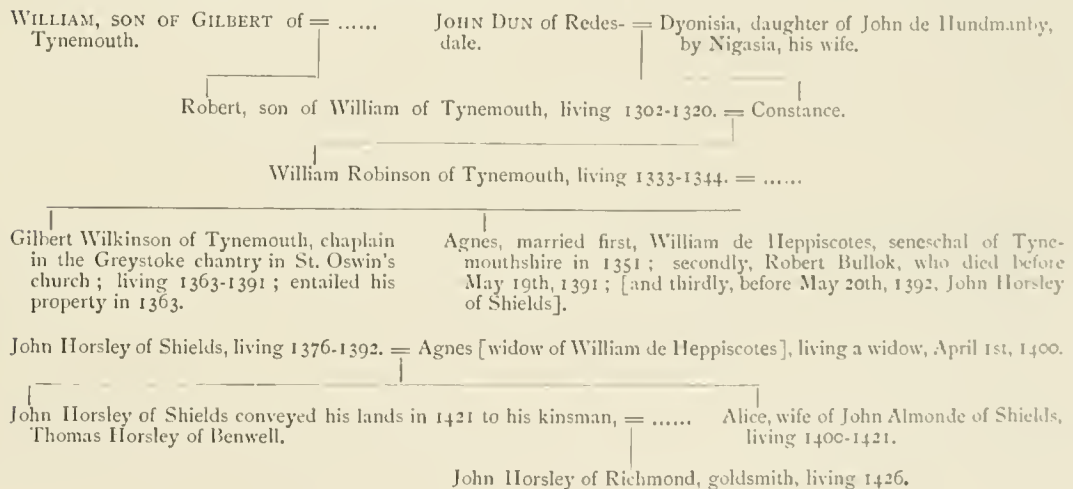 WILLIAM, SON OF GILBERT of = ......
Tynemouth.
JOHN DUN of Redes- = Dyonisia, daughter of John de Hundmanby,
dale.
by Nigasia, his wife.
Robert, son of William of Tynemouth, living 1302-1320. = Constance.
William Robinson of Tynemouth, living 1333-1344. = ......
Gilbert Wilkinson of Tynemouth, chaplain
in the Greystoke chantry in St. Oswin's
church ; living 1363-1391 ; entailed his
property in 1363.
Agnes, married first, William de Heppiscotes, seneschal of Tyne-
mouthshire in 1351 ; secondly, Robert Bullok, who died before
May 19th, 1391 ; [and thirdly, before May 20th, 1392, John Horsley
of Shields].
John Horsley of Shields, living 1376-1392. = Agnes [widow of William de Heppiscotes], living a widow, April 1st, 1400.
John Horsley of Shields conveyed his lands in 1421 to his kinsman, = ......
Thomas Horsley of Benwell.
Alice, wife of John Almonde of Shields,
living 1400-1421.
John Horsley of Richmond, goldsmith, living 1426.